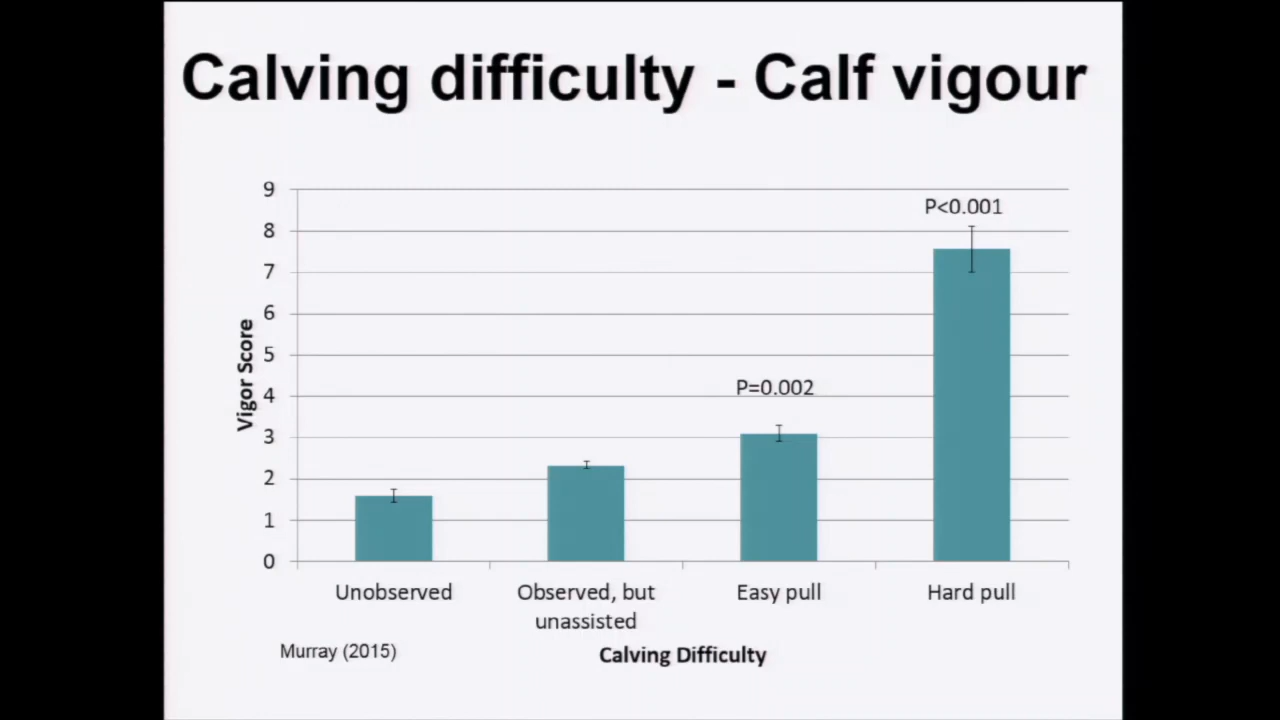 Calving difficulty - Calf vigour
9
8
7
6
5
4
3
2
1
0
Vigor Score
P<0.001
P=0.002
Unobserved
Observed, but
unassisted
Easy pull
Hard pull
Murray (2015)
Calving Difficulty